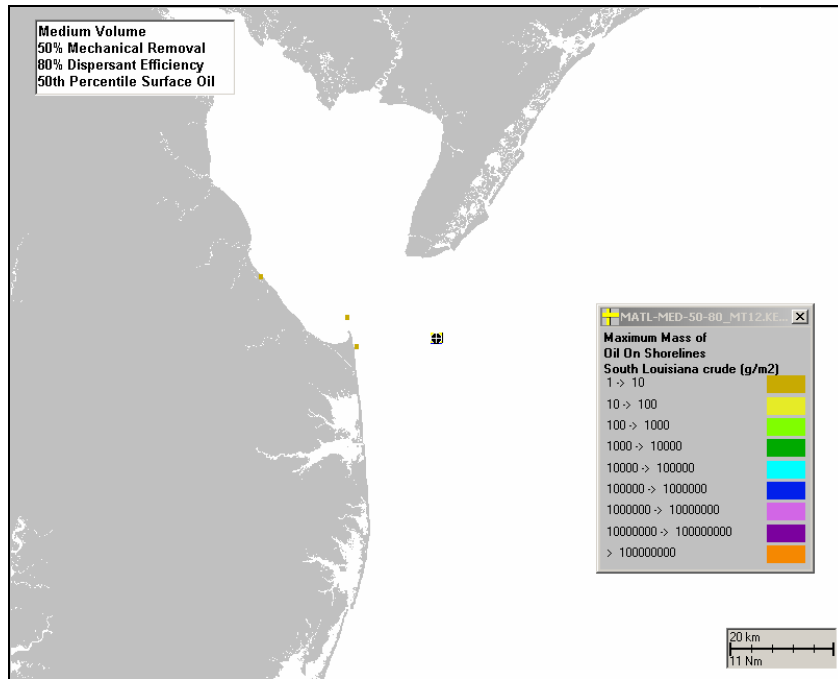 Medium Volume
50% Mechanical Removal
80% Dispersant Efficiency
50th Percentile Surface Oil
MATL-MED-50-80_MT12.KE...
Maximum Mass of
Oil On Shorelines
South Louisiana crude (g/m2)
1 -> 10
10 -> 100
100 -> 1000
1000 -> 10000
10000 -> 100000
100000 -> 1000000
1000000 -> 10000000
10000000 -> 100000000
> 100000000
20 km
11 Nm